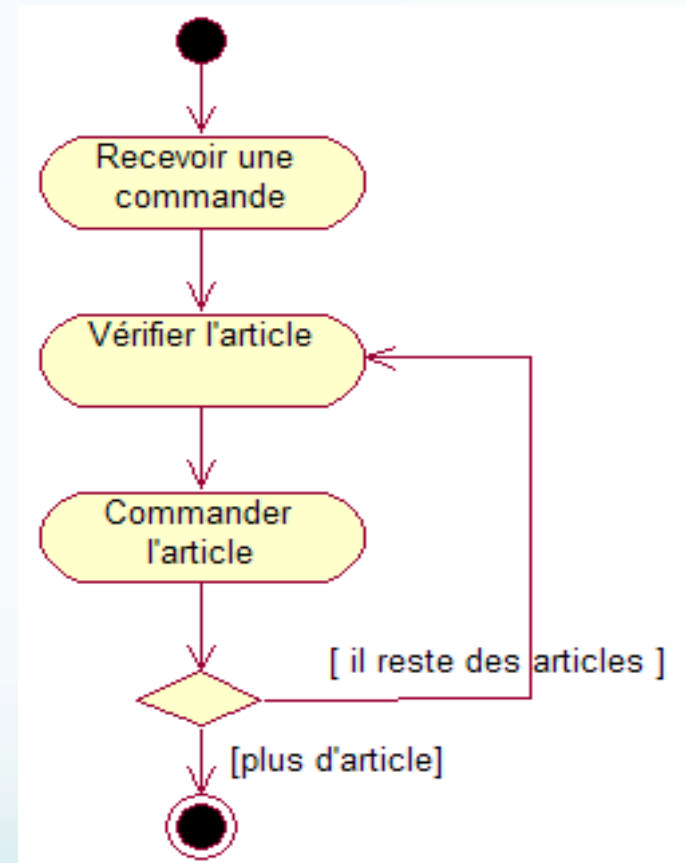 Recevoir une
commande
Vérifier l'article
Commander
l'article
[ il reste des articles ]
[plus d'article]